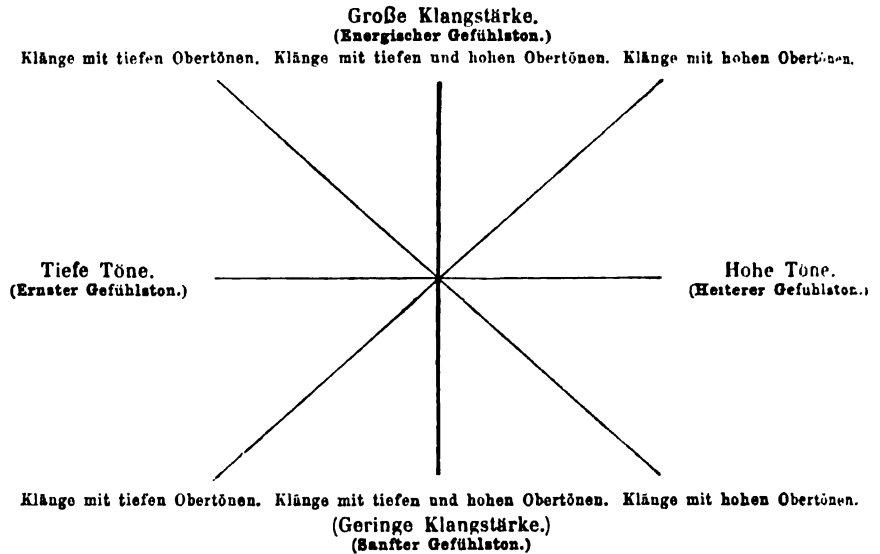 Große Klangstärke.
(Energischer Gefühlston.)
Klänge mit tiefen Obertönen. Klänge mit tiefen und hohen Obertönen. Klänge mit hohen Obertönen.
Tiefe Töne.
(Ernster Gefühlston.)
Hohe Töne.
(Heiterer Gefühlston.)
Klänge mit tiefen Obertönen. Klänge mit tiefen und hohen Obertönen. Klänge mit hohen Obertönen.
(Geringe Klangstärke.)
(Sanfter Gefühlston.)